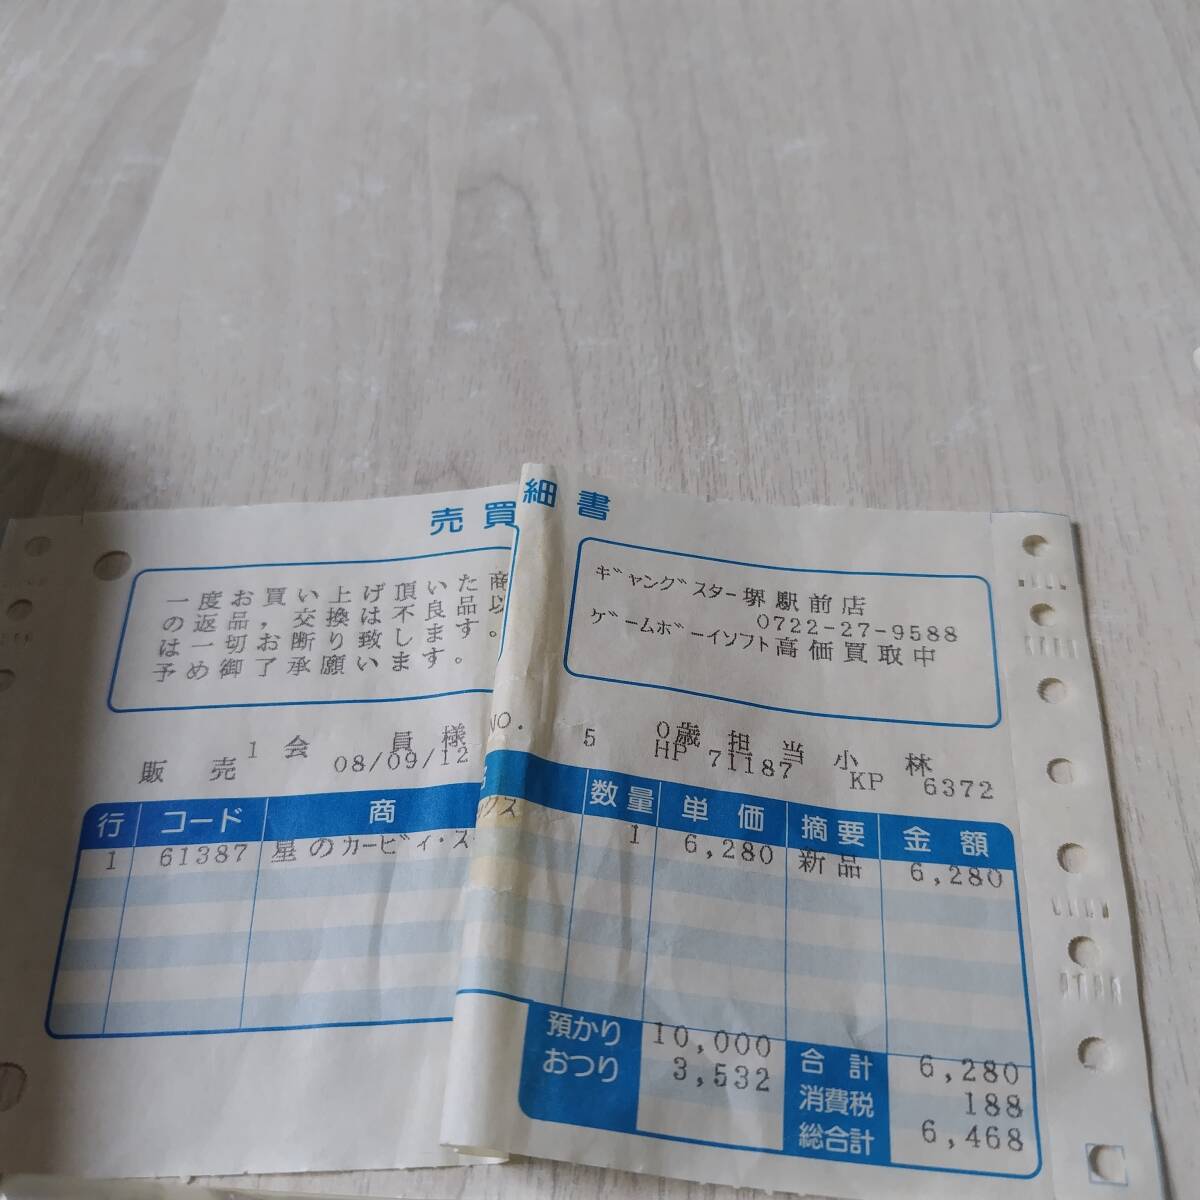 売買 細書
一度お買い上げ頂いた商
の返品，交換は不良品以
は一切お断り致します。
予め御了承願います。
ｷﾞｬﾝｸﾞｽﾀｰ堺駅前店
0722-27-9588
ｹﾞｰﾑﾎﾞｰｲｿﾌﾄ高価買取中
1 会 員 様 NO. 5 0歳 担 当 小 林
販 売 08/09/12 HP 71187 KP 6372
行 コード 商 数量 単価 摘要 金額
1 61387 星のｶｰﾋﾞｨ･ｽ ｯｸｽ 1 6,280 新品 6,280
預かり 10,000 合計 6,280
おつり 3,532 消費税 188
総合計 6,468